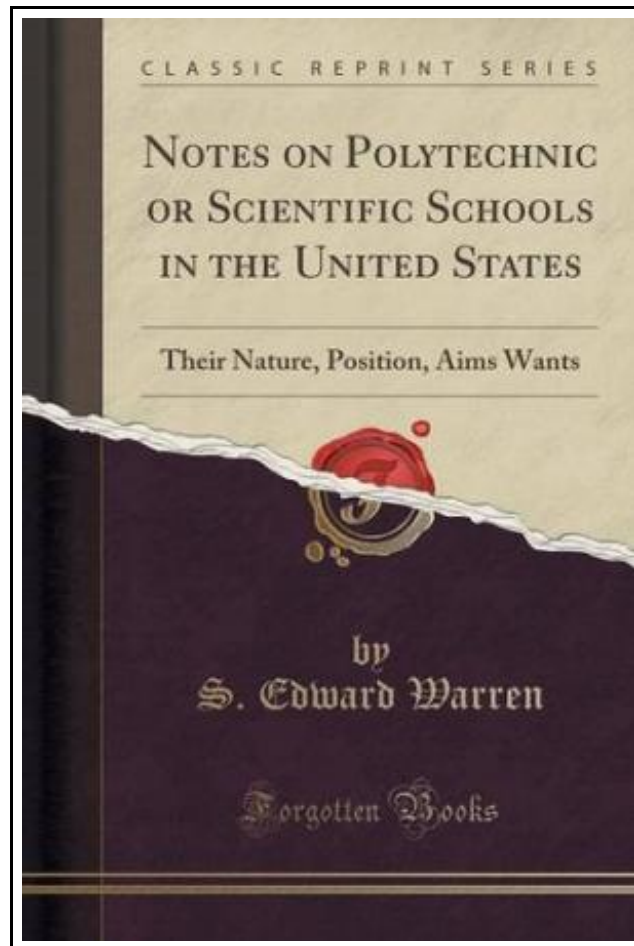 CLASSIC REPRINT SERIES
NOTES ON POLYTECHNIC
OR SCIENTIFIC SCHOOLS
IN THE UNITED STATES
Their Nature, Position, Aims Wants
by
S. Edward Warren
Forgotten Books